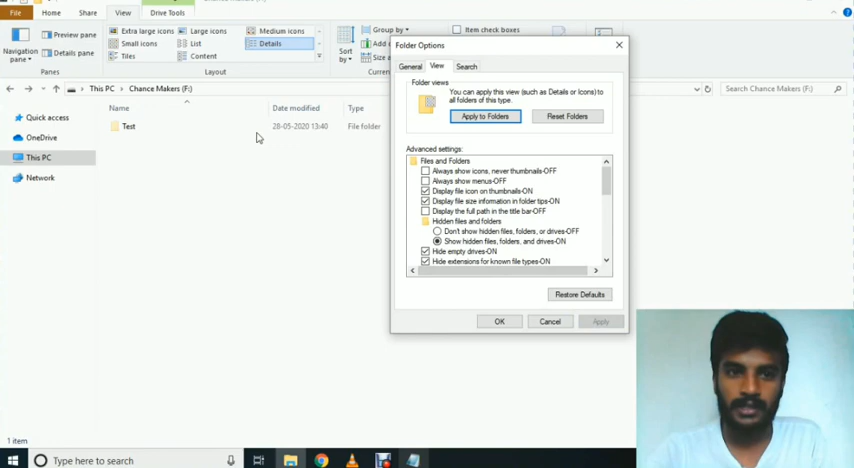 File Home Share View Drive Tools
Preview pane
Details pane
Navigation pane
Panes
Extra large icons Large icons Medium icons
Small icons List Details
Tiles Content
Layout
Sort by
Group by
Add
Size a
Curren
Item check boxes
This PC Chance Makers (F:)
Search Chance Makers (F:)
Quick access
OneDrive
This PC
Network
Name Date modified Type
Test 28-05-2020 13:40 File folder
Folder Options
General View Search
Folder views
You can apply this view (such as Details or Icons) to
all folders of this type.
Apply to Folders Reset Folders
Advanced settings:
Files and Folders
Always show icons, never thumbnails-OFF
Always show menus-OFF
Display file icon on thumbnails-ON
Display file size information in folder tips-ON
Display the full path in the title bar-OFF
Hidden files and folders
Don't show hidden files, folders, or drives-OFF
Show hidden files, folders, and drives-ON
Hide empty drives-ON
Hide extensions for known file types-ON
Restore Defaults
OK Cancel Apply
1 item
Type here to search